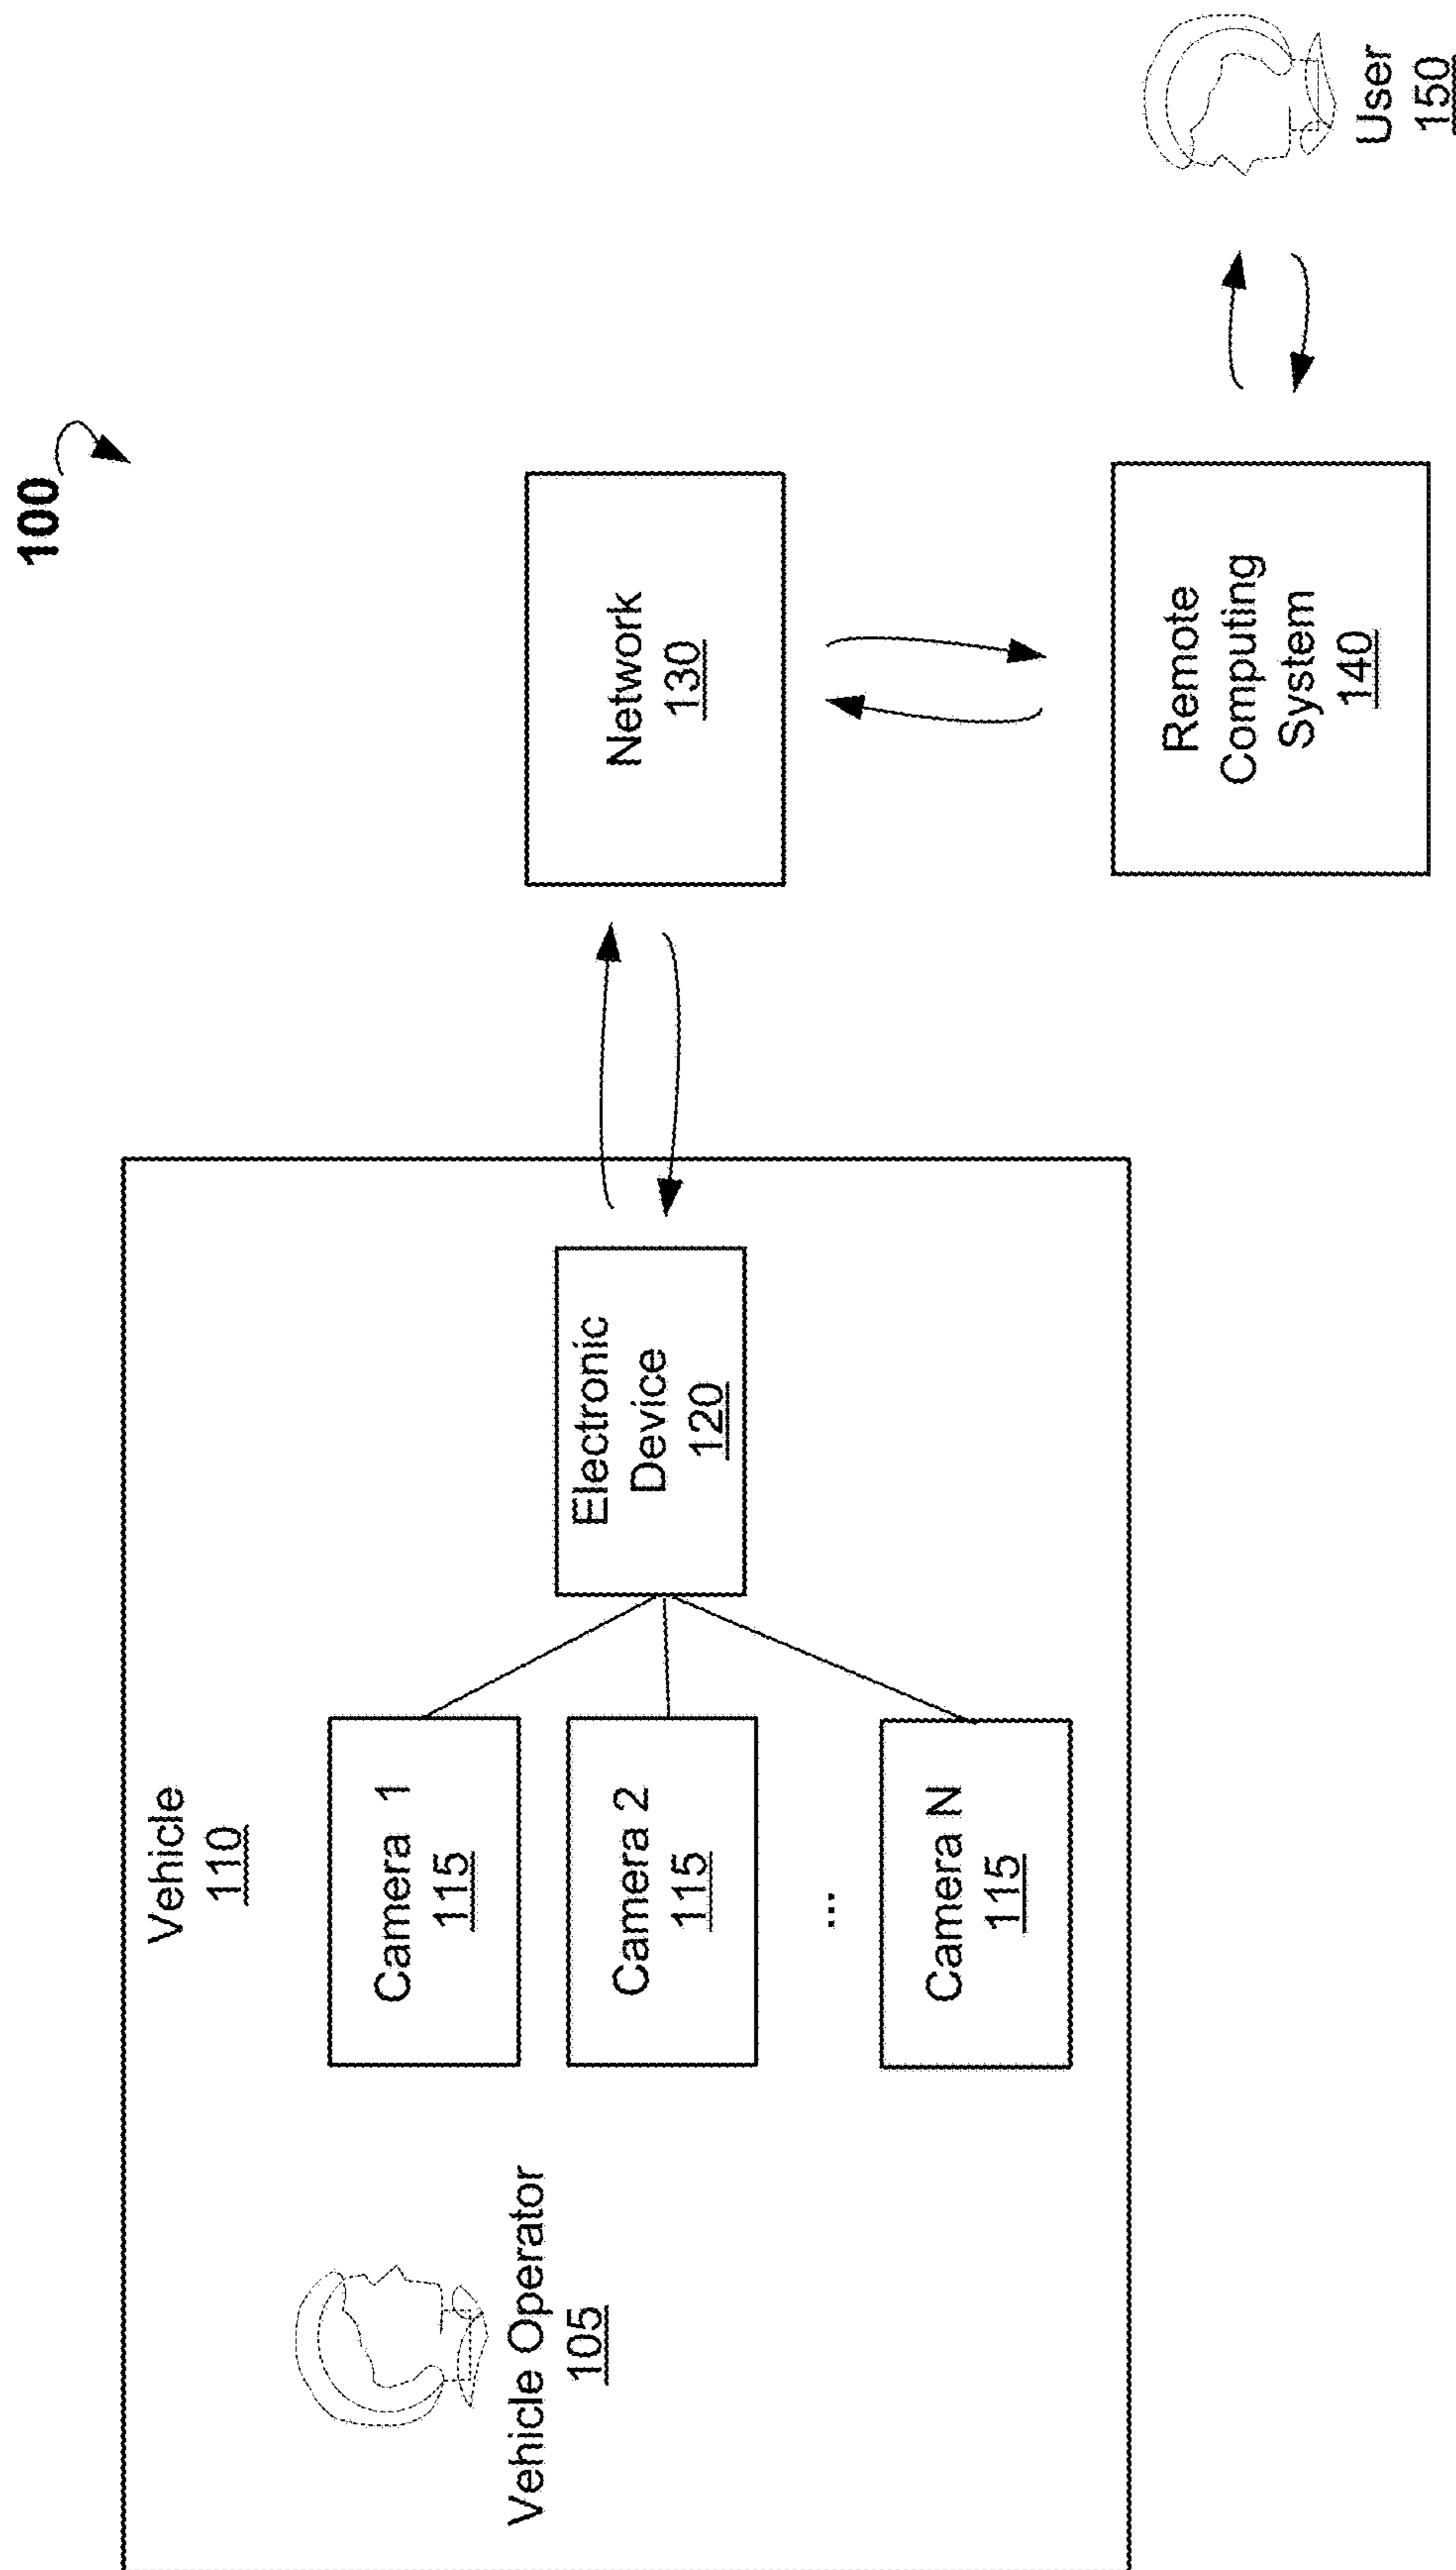 100
Vehicle
110
Vehicle Operator
105
Camera 1
115
Camera 2
115
...
Camera N
115
Electronic
Device
120
Network
130
Remote
Computing
System
140
User
150